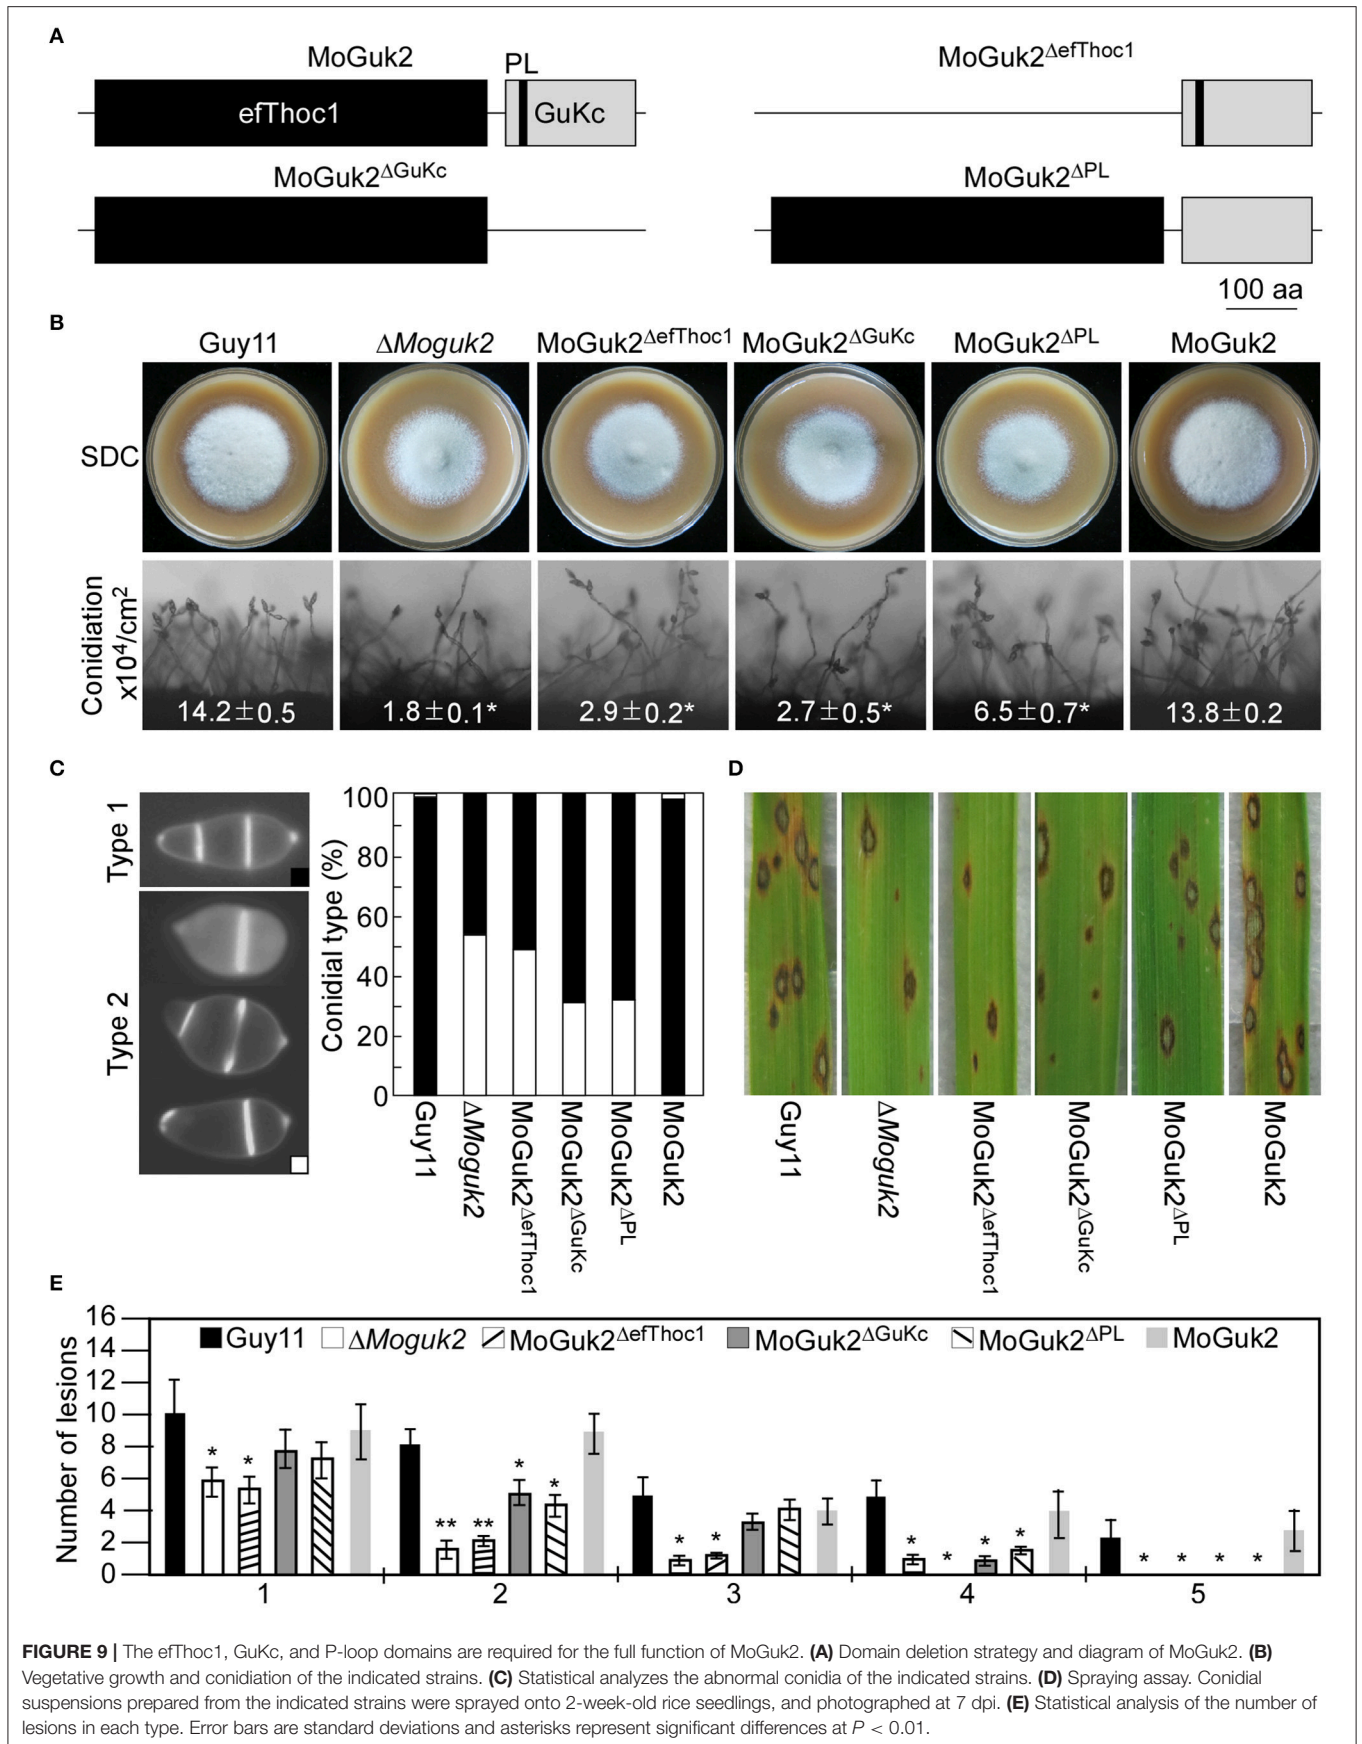 A
MoGuk2
PL
efThoc1
GuKc
MoGuk2ΔefThoc1
MoGuk2ΔGuKc
MoGuk2ΔPL
100 aa
B
Guy11
ΔMoguk2
MoGuk2ΔefThoc1
MoGuk2ΔGuKc
MoGuk2ΔPL
MoGuk2
SDC
Conidiation
x10⁴/cm²
14.2±0.5
1.8±0.1*
2.9±0.2*
2.7±0.5*
6.5±0.7*
13.8±0.2
C
Type 1
Type 2
Conidial type (%)
100
80
60
40
20
0
Guy11
ΔMoguk2
MoGuk2ΔefThoc1
MoGuk2ΔGuKc
MoGuk2ΔPL
MoGuk2
D
Guy11
ΔMoguk2
MoGuk2ΔefThoc1
MoGuk2ΔGuKc
MoGuk2ΔPL
MoGuk2
E
Number of lesions
16
14
12
10
8
6
4
2
0
Guy11
ΔMoguk2
MoGuk2ΔefThoc1
MoGuk2ΔGuKc
MoGuk2ΔPL
MoGuk2
* *
** ** * *
* *
* * * *
* * * *
1 2 3 4 5
FIGURE 9 | The efThoc1, GuKc, and P-loop domains are required for the full function of MoGuk2. (A) Domain deletion strategy and diagram of MoGuk2. (B)
Vegetative growth and conidiation of the indicated strains. (C) Statistical analyzes the abnormal conidia of the indicated strains. (D) Spraying assay. Conidial
suspensions prepared from the indicated strains were sprayed onto 2-week-old rice seedlings, and photographed at 7 dpi. (E) Statistical analysis of the number of
lesions in each type. Error bars are standard deviations and asterisks represent significant differences at P < 0.01.